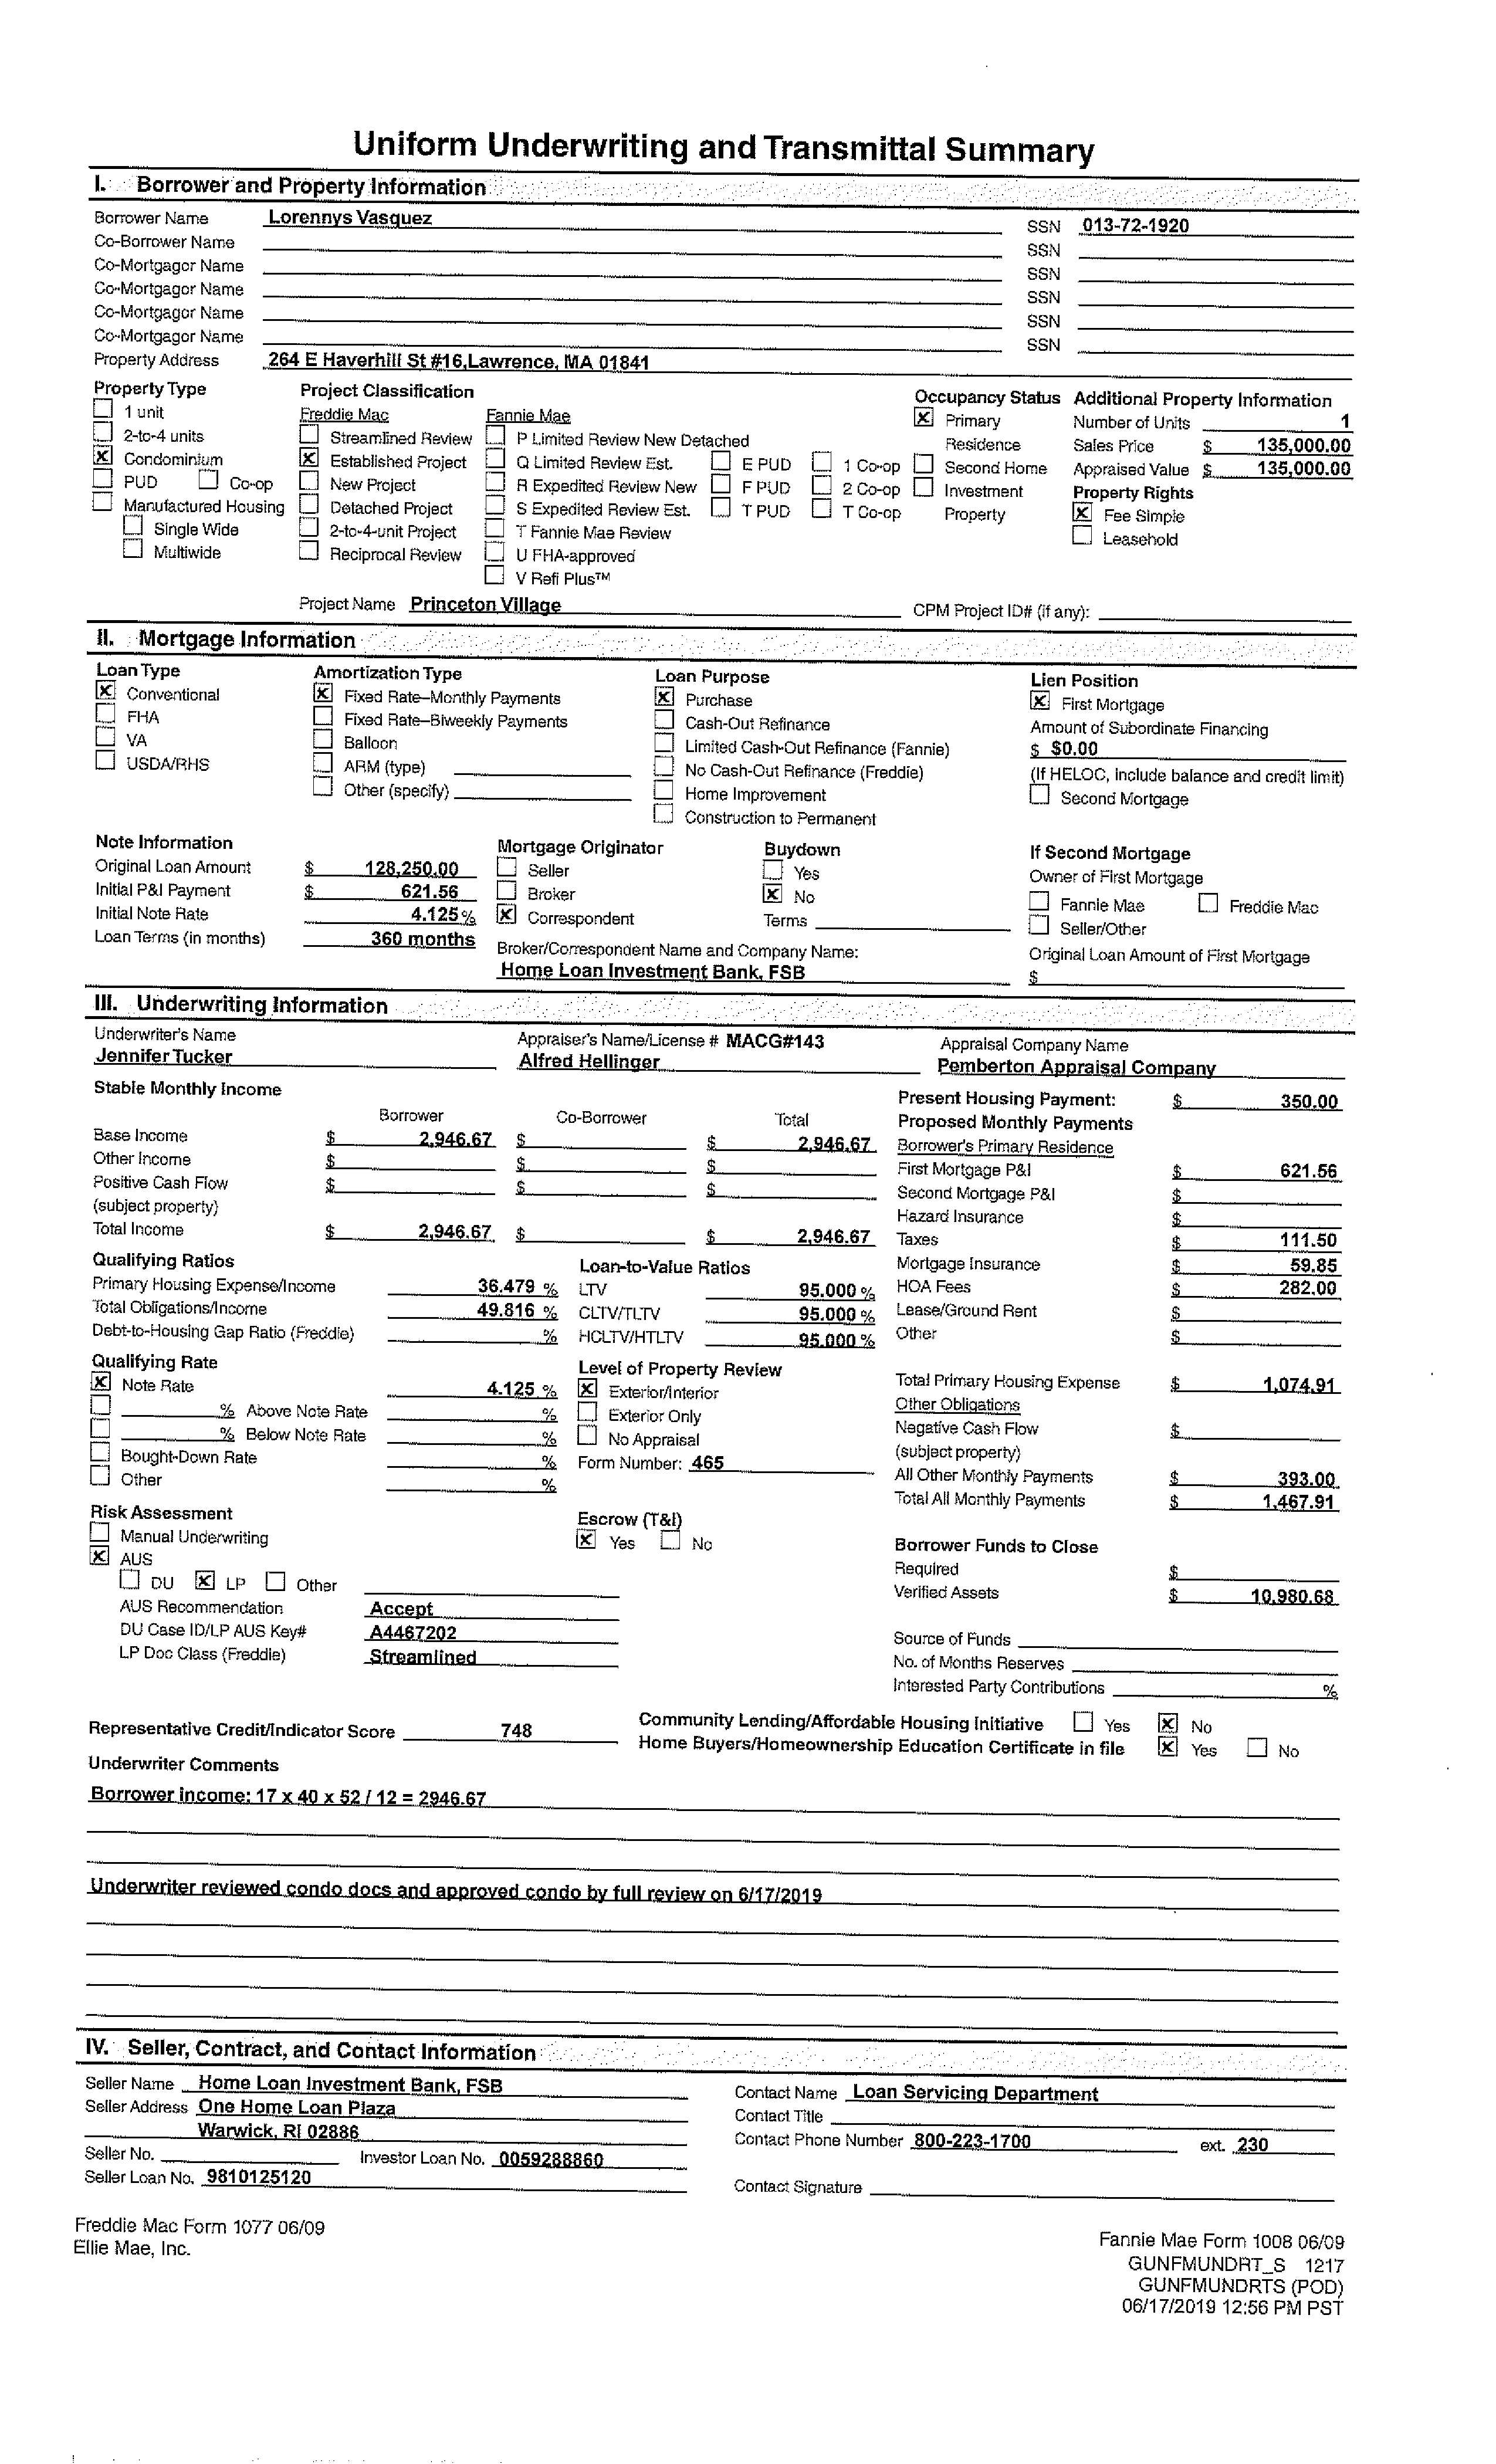 Uniform Underwriting and Transmittal Summary
I. Borrower and Property Information
Borrower Name Lorennys Vasquez SSN 013-72-1920
Co-Borrower Name SSN
Co-Mortgagor Name SSN
Co-Mortgagor Name SSN
Co-Mortgagor Name SSN
Co-Mortgagor Name SSN
Property Address 264 E Haverhill St #16,Lawrence, MA 01841
Property Type Project Classification Occupancy Status Additional Property Information
1 unit Freddie Mac Fannie Mae X Primary Number of Units 1
2-to-4 units Streamlined Review P Limited Review New Detached Residence Sales Price $ 135,000.00
X Condominium X Established Project Q Limited Review Est. E PUD 1 Co-op Second Home Appraised Value $ 135,000.00
PUD Co-op New Project R Expedited Review New F PUD 2 Co-op Investment Property Rights
Manufactured Housing Detached Project S Expedited Review Est. T PUD T Co-op Property X Fee Simple
Single Wide 2-to-4-unit Project T Fannie Mae Review Leasehold
Multiwide Reciprocal Review U FHA-approved
V Refi Plus™
Project Name Princeton Village CPM Project ID# (if any):
II. Mortgage Information
Loan Type Amortization Type Loan Purpose Lien Position
X Conventional X Fixed Rate–Monthly Payments X Purchase X First Mortgage
FHA Fixed Rate–Biweekly Payments Cash-Out Refinance Amount of Subordinate Financing
VA Balloon Limited Cash-Out Refinance (Fannie) $ $0.00
USDA/RHS ARM (type) No Cash-Out Refinance (Freddie) (If HELOC, include balance and credit limit)
Other (specify) Home Improvement Second Mortgage
Construction to Permanent
Note Information Mortgage Originator Buydown If Second Mortgage
Original Loan Amount $ 128,250.00 Seller Yes Owner of First Mortgage
Initial P&I Payment $ 621.56 Broker X No Fannie Mae Freddie Mac
Initial Note Rate 4.125 % X Correspondent Terms Seller/Other
Loan Terms (in months) 360 months Broker/Correspondent Name and Company Name: Original Loan Amount of First Mortgage
Home Loan Investment Bank, FSB $
III. Underwriting Information
Underwriter's Name Appraiser's Name/License # MACG#143 Appraisal Company Name
Jennifer Tucker Alfred Hellinger Pemberton Appraisal Company
Stable Monthly Income Present Housing Payment: $ 350.00
Borrower Co-Borrower Total Proposed Monthly Payments
Base Income $ 2,946.67 $ $ 2,946.67 Borrower's Primary Residence
Other Income $ $ $ First Mortgage P&I $ 621.56
Positive Cash Flow $ $ $ Second Mortgage P&I $
(subject property) Hazard Insurance $
Total Income $ 2,946.67 $ $ 2,946.67 Taxes $ 111.50
Qualifying Ratios Loan-to-Value Ratios Mortgage Insurance $ 59.85
Primary Housing Expense/Income 36.479 % LTV 95.000 % HOA Fees $ 282.00
Total Obligations/Income 49.816 % CLTV/TLTV 95.000 % Lease/Ground Rent $
Debt-to-Housing Gap Ratio (Freddie) % HCLTV/HTLTV 95.000 % Other $
Qualifying Rate Level of Property Review
X Note Rate 4.125 % X Exterior/Interior Total Primary Housing Expense $ 1,074.91
% Above Note Rate % Exterior Only Other Obligations
% Below Note Rate % No Appraisal Negative Cash Flow $
Bought-Down Rate % Form Number: 465 (subject property)
Other % All Other Monthly Payments $ 393.00
Total All Monthly Payments $ 1,467.91
Risk Assessment Escrow (T&I)
Manual Underwriting X Yes No Borrower Funds to Close
X AUS Required $
DU X LP Other Verified Assets $ 10,980.68
AUS Recommendation Accept
DU Case ID/LP AUS Key# A4467202 Source of Funds
LP Doc Class (Freddie) Streamlined No. of Months Reserves
Interested Party Contributions %
Representative Credit/Indicator Score 748 Community Lending/Affordable Housing Initiative Yes X No
Home Buyers/Homeownership Education Certificate in file X Yes No
Underwriter Comments
Borrower income: 17 x 40 x 52 / 12 = 2946.67
Underwriter reviewed condo docs and approved condo by full review on 6/17/2019
IV. Seller, Contract, and Contact Information
Seller Name Home Loan Investment Bank, FSB Contact Name Loan Servicing Department
Seller Address One Home Loan Plaza Contact Title
Warwick, RI 02886 Contact Phone Number 800-223-1700 ext. 230
Seller No. Investor Loan No. 0059288860
Seller Loan No. 9810125120 Contact Signature
Freddie Mac Form 1077 06/09 Fannie Mae Form 1008 06/09
Ellie Mae, Inc. GUNFMUNDRT_S 1217
GUNFMUNDRTS (POD)
06/17/2019 12:56 PM PST